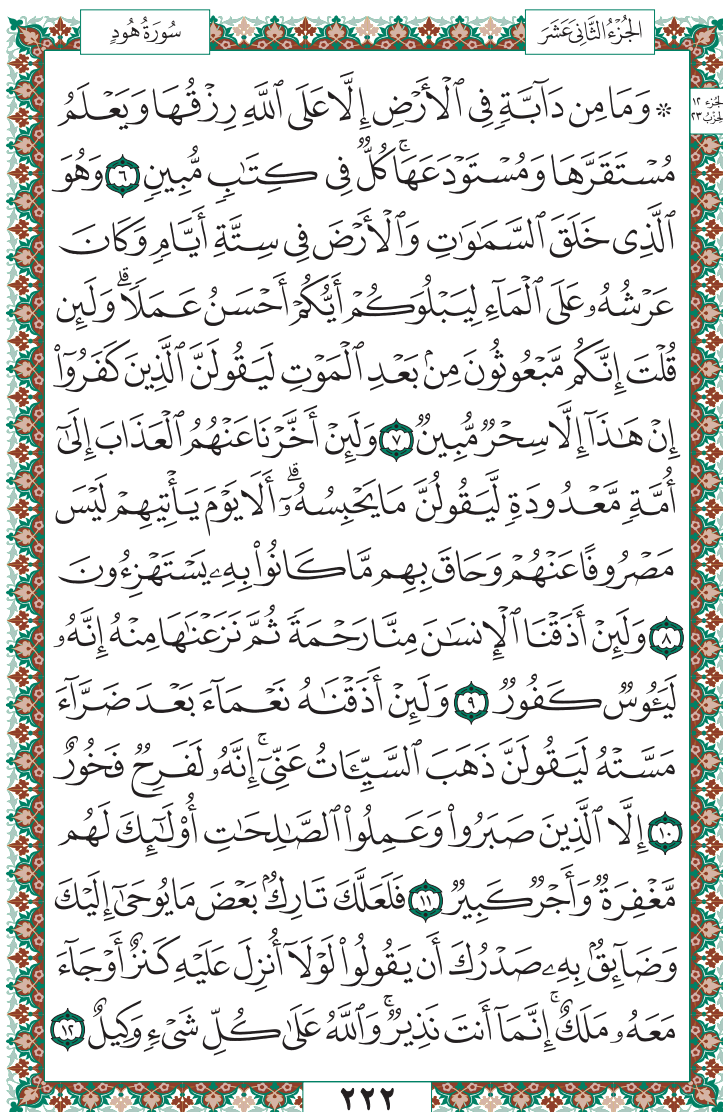 سُورَةُ هُودٍ
الجُزْءُ الثَّانِى عَشَرَ
الجزء ١٢
الحزب ٢٣
۞ وَمَا مِن دَآبَّةٍ فِى ٱلْأَرْضِ إِلَّا عَلَى ٱللَّهِ رِزْقُهَا وَيَعْلَمُ
مُسْتَقَرَّهَا وَمُسْتَوْدَعَهَاۚ كُلٌّ فِى كِتَٰبٍ مُّبِينٍ ٦ وَهُوَ
ٱلَّذِى خَلَقَ ٱلسَّمَٰوَٰتِ وَٱلْأَرْضَ فِى سِتَّةِ أَيَّامٍ وَكَانَ
عَرْشُهُۥ عَلَى ٱلْمَآءِ لِيَبْلُوَكُمْ أَيُّكُمْ أَحْسَنُ عَمَلًاۗ وَلَئِن
قُلْتَ إِنَّكُم مَّبْعُوثُونَ مِنۢ بَعْدِ ٱلْمَوْتِ لَيَقُولَنَّ ٱلَّذِينَ كَفَرُوٓا۟
إِنْ هَٰذَآ إِلَّا سِحْرٌ مُّبِينٌ ٧ وَلَئِنْ أَخَّرْنَا عَنْهُمُ ٱلْعَذَابَ إِلَىٰٓ
أُمَّةٍ مَّعْدُودَةٍ لَّيَقُولُنَّ مَا يَحْبِسُهُۥٓۗ أَلَا يَوْمَ يَأْتِيهِمْ لَيْسَ
مَصْرُوفًا عَنْهُمْ وَحَاقَ بِهِم مَّا كَانُوا۟ بِهِۦ يَسْتَهْزِءُونَ
٨ وَلَئِنْ أَذَقْنَا ٱلْإِنسَٰنَ مِنَّا رَحْمَةً ثُمَّ نَزَعْنَٰهَا مِنْهُ إِنَّهُۥ
لَيَـُٔوسٌ كَفُورٌ ٩ وَلَئِنْ أَذَقْنَٰهُ نَعْمَآءَ بَعْدَ ضَرَّآءَ
مَسَّتْهُ لَيَقُولَنَّ ذَهَبَ ٱلسَّيِّـَٔاتُ عَنِّىٓۚ إِنَّهُۥ لَفَرِحٌ فَخُورٌ
١٠ إِلَّا ٱلَّذِينَ صَبَرُوا۟ وَعَمِلُوا۟ ٱلصَّٰلِحَٰتِ أُو۟لَٰٓئِكَ لَهُم
مَّغْفِرَةٌ وَأَجْرٌ كَبِيرٌ ١١ فَلَعَلَّكَ تَارِكٌۢ بَعْضَ مَا يُوحَىٰٓ إِلَيْكَ
وَضَآئِقٌۢ بِهِۦ صَدْرُكَ أَن يَقُولُوا۟ لَوْلَآ أُنزِلَ عَلَيْهِ كَنزٌ أَوْ جَآءَ
مَعَهُۥ مَلَكٌۚ إِنَّمَآ أَنتَ نَذِيرٌۚ وَٱللَّهُ عَلَىٰ كُلِّ شَىْءٍ وَكِيلٌ ١٢
٢٢٢